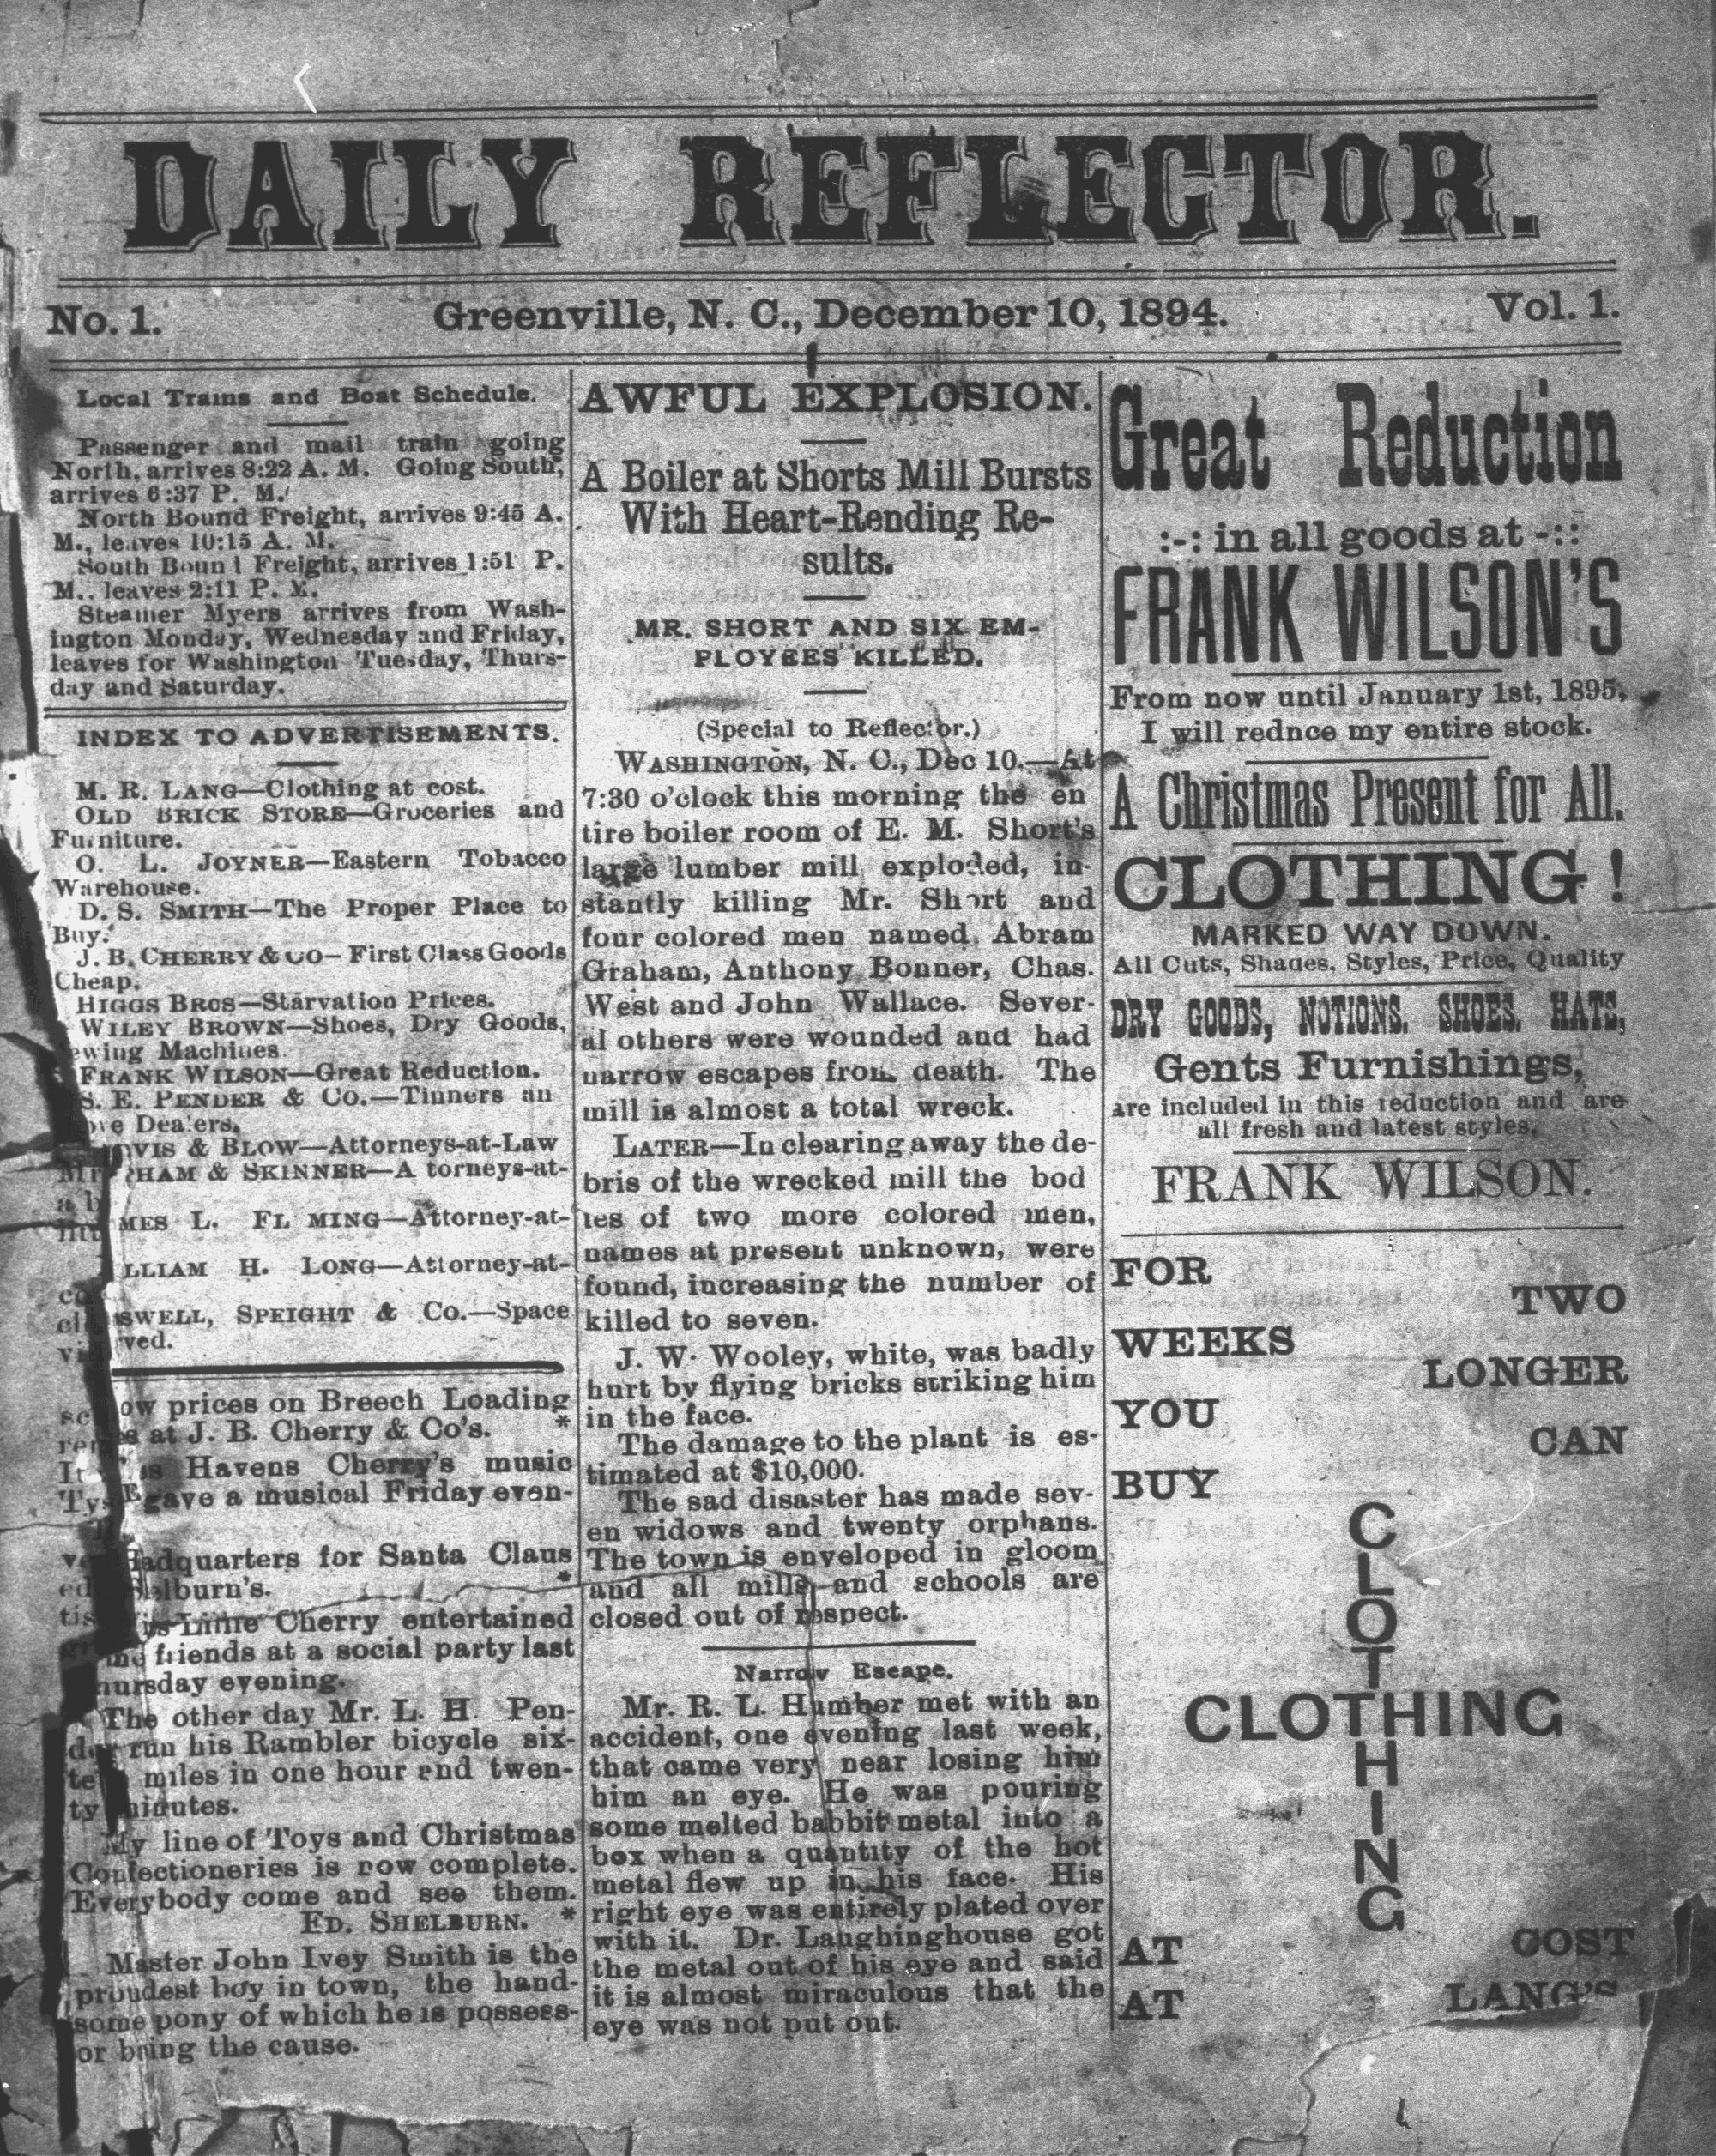 DAILY REFLECTOR.
No. 1.
Greenville, N. C., December 10, 1894.
Vol. 1.
Local Trains and Boat Schedule.
Passenger and mail train going
North, arrives 8:22 A. M. Going South,
arrives 6:37 P. M.
North Bound Freight, arrives 9:45 A.
M., leaves 10:15 A. M.
South Boun Freight, arrives 1:51 P.
M., leaves 2:11 P. M.
Steamer Myers arrives from Wash-
ington Monday, Wednesday and Friday,
leaves for Washington Tuesday, Thurs-
day and Saturday.
INDEX TO ADVERTISEMENTS.
M. R. LANG—Clothing at cost.
OLD BRICK STORE—Groceries and
Furniture.
O. L. JOYNER—Eastern Tobacco
Warehouse.
D. S. SMITH—The Proper Place to
Buy.
J. B. CHERRY & CO—First Class Goods
Cheap.
HIGGS BROS—Starvation Prices.
WILEY BROWN—Shoes, Dry Goods,
ewing Machines.
FRANK WILSON—Great Reduction.
S. E. PENDER & Co.—Tinners an
ove Dealers.
VIS & BLOW—Attorneys-at-Law
HAM & SKINNER—A torneys-at-
MES L. FL MING—Attorney-at-
LLIAM H. LONG—Attorney-at-
SWELL, SPEIGHT & Co.—Space
ved.
ow prices on Breech Loading
s at J. B. Cherry & Co's. *
s Havens Cherry's music
gave a musical Friday even-
adquarters for Santa Claus
elburn's. *
Cherry entertained
friends at a social party last
hursday evening.
The other day Mr. L. H. Pen-
der run his Rambler bicycle six-
te miles in one hour and twen-
ty minutes.
My line of Toys and Christmas
Confectioneries is now complete.
Everybody come and see them.
ED. SHELBURN. *
Master John Ivey Smith is the
proudest boy in town, the hand-
some pony of which he is possess-
or bring the cause.
AWFUL EXPLOSION.
A Boiler at Shorts Mill Bursts
With Heart-Rending Re-
sults.
MR. SHORT AND SIX EM-
PLOYEES KILLED.
(Special to Reflector.)
WASHINGTON, N. C., Dec 10.—At
7:30 o'clock this morning the en
tire boiler room of E. M. Short's
large lumber mill exploded, in-
stantly killing Mr. Short and
four colored men named Abram
Graham, Anthony Bonner, Chas.
West and John Wallace. Sever-
al others were wounded and had
narrow escapes from death. The
mill is almost a total wreck.
LATER—In clearing away the de-
bris of the wrecked mill the bod
ies of two more colored men,
names at present unknown, were
found, increasing the number of
killed to seven.
J. W. Wooley, white, was badly
hurt by flying bricks striking him
in the face.
The damage to the plant is es-
timated at $10,000.
The sad disaster has made sev-
en widows and twenty orphans.
The town is enveloped in gloom
and all mills and schools are
closed out of respect.
Narrow Escape.
Mr. R. L. Humber met with an
accident, one evening last week,
that came very near losing him
him an eye. He was pouring
some melted babbit metal into a
box when a quantity of the hot
metal flew up in his face. His
right eye was entirely plated over
with it. Dr. Laughinghouse got
the metal out of his eye and said
it is almost miraculous that the
eye was not put out.
Great Reduction
:-: in all goods at -::
FRANK WILSON'S
From now until January 1st, 1895,
I will rednce my entire stock.
A Christmas Present for All.
CLOTHING!
MARKED WAY DOWN.
All Cuts, Shades, Styles, Price, Quality
DRY GOODS, NOTIONS, SHOES, HATS,
Gents Furnishings,
are included in this reduction and are
all fresh and latest styles.
FRANK WILSON.
FOR
TWO
WEEKS
LONGER
YOU
CAN
BUY
C
L
O
T
CLOTHING
H
I
N
G
AT
COST
AT
LANG'S